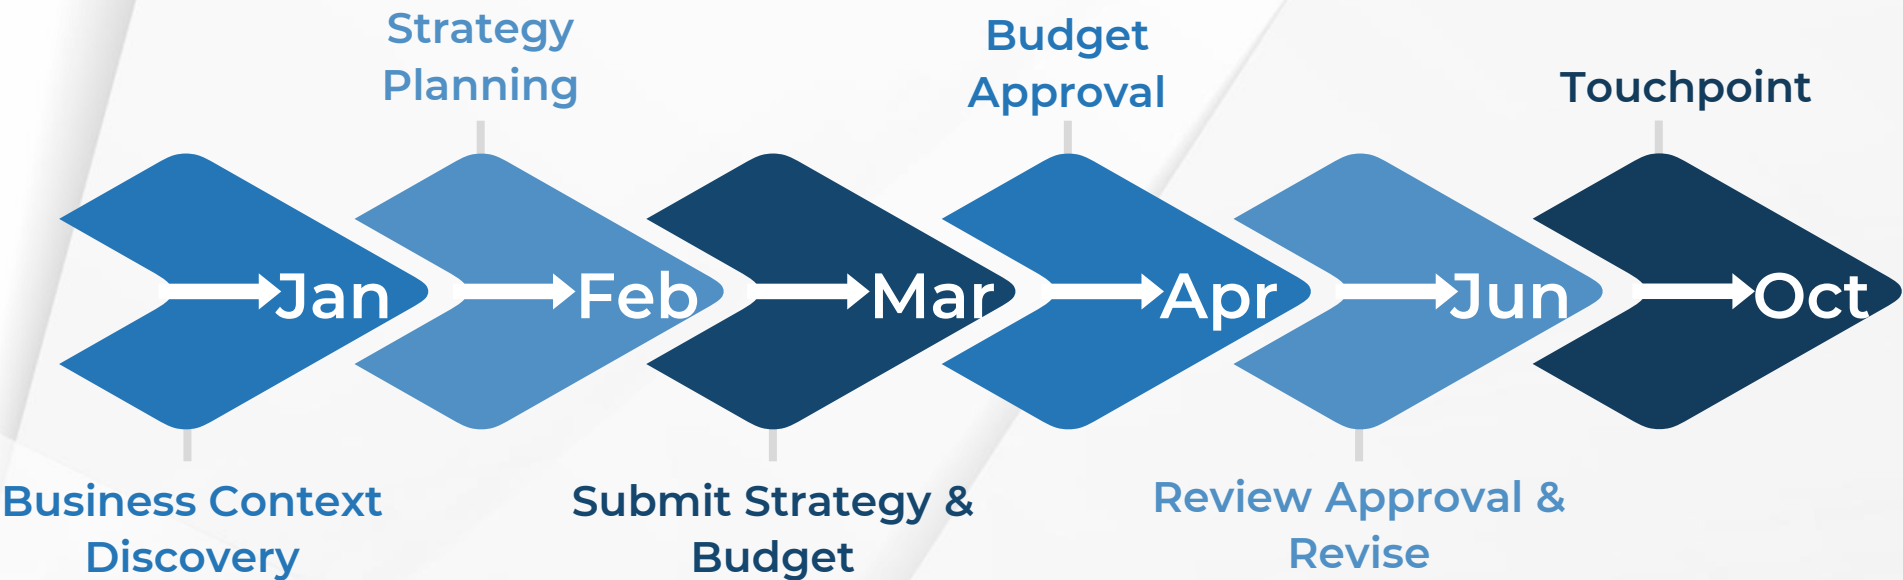 Strategy
Planning
Budget
Approval
Touchpoint
Jan
Feb
Mar
Apr
Jun
Oct
Business Context
Discovery
Submit Strategy &
Budget
Review Approval &
Revise